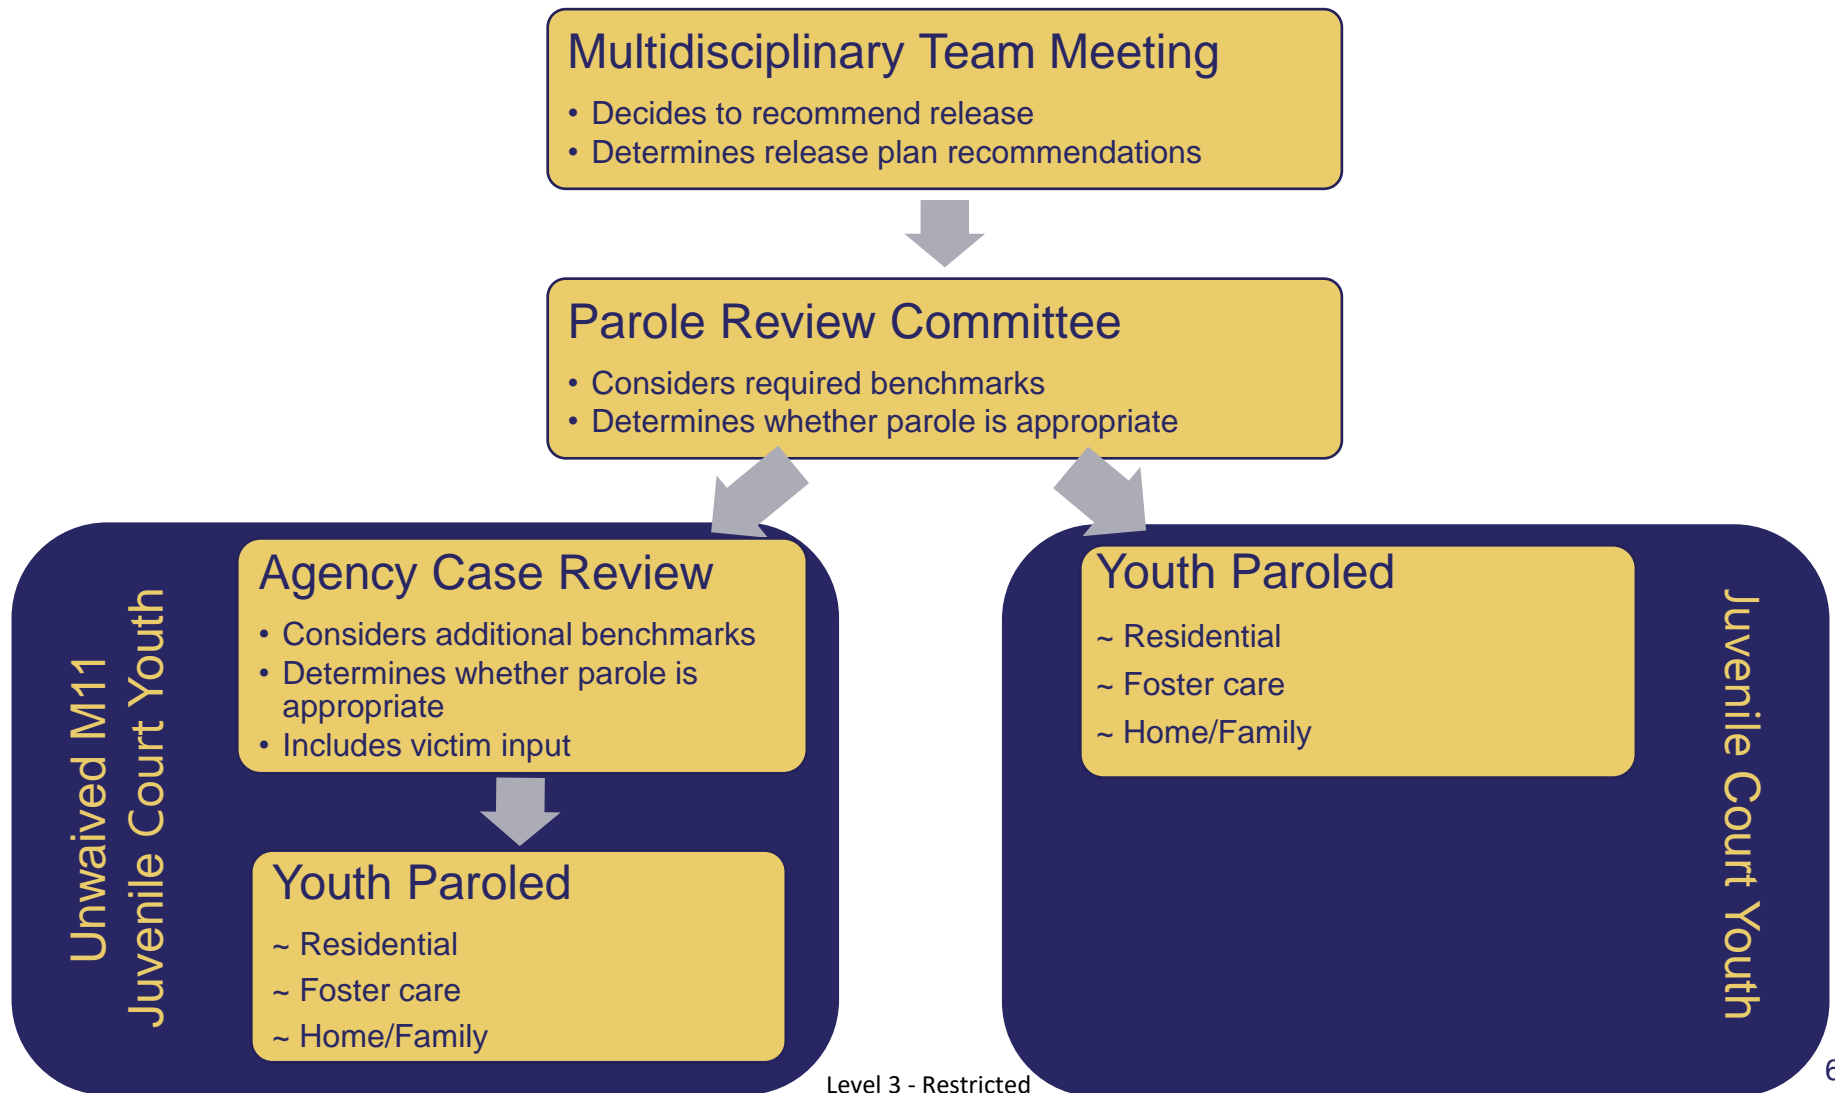 Multidisciplinary Team Meeting
• Decides to recommend release
• Determines release plan recommendations
Parole Review Committee
• Considers required benchmarks
• Determines whether parole is appropriate
Unwaived M11
Juvenile Court Youth
Agency Case Review
• Considers additional benchmarks
• Determines whether parole is
appropriate
• Includes victim input
Youth Paroled
~ Residential
~ Foster care
~ Home/Family
Youth Paroled
~ Residential
~ Foster care
~ Home/Family
Juvenile Court Youth
Level 3 - Restricted
6